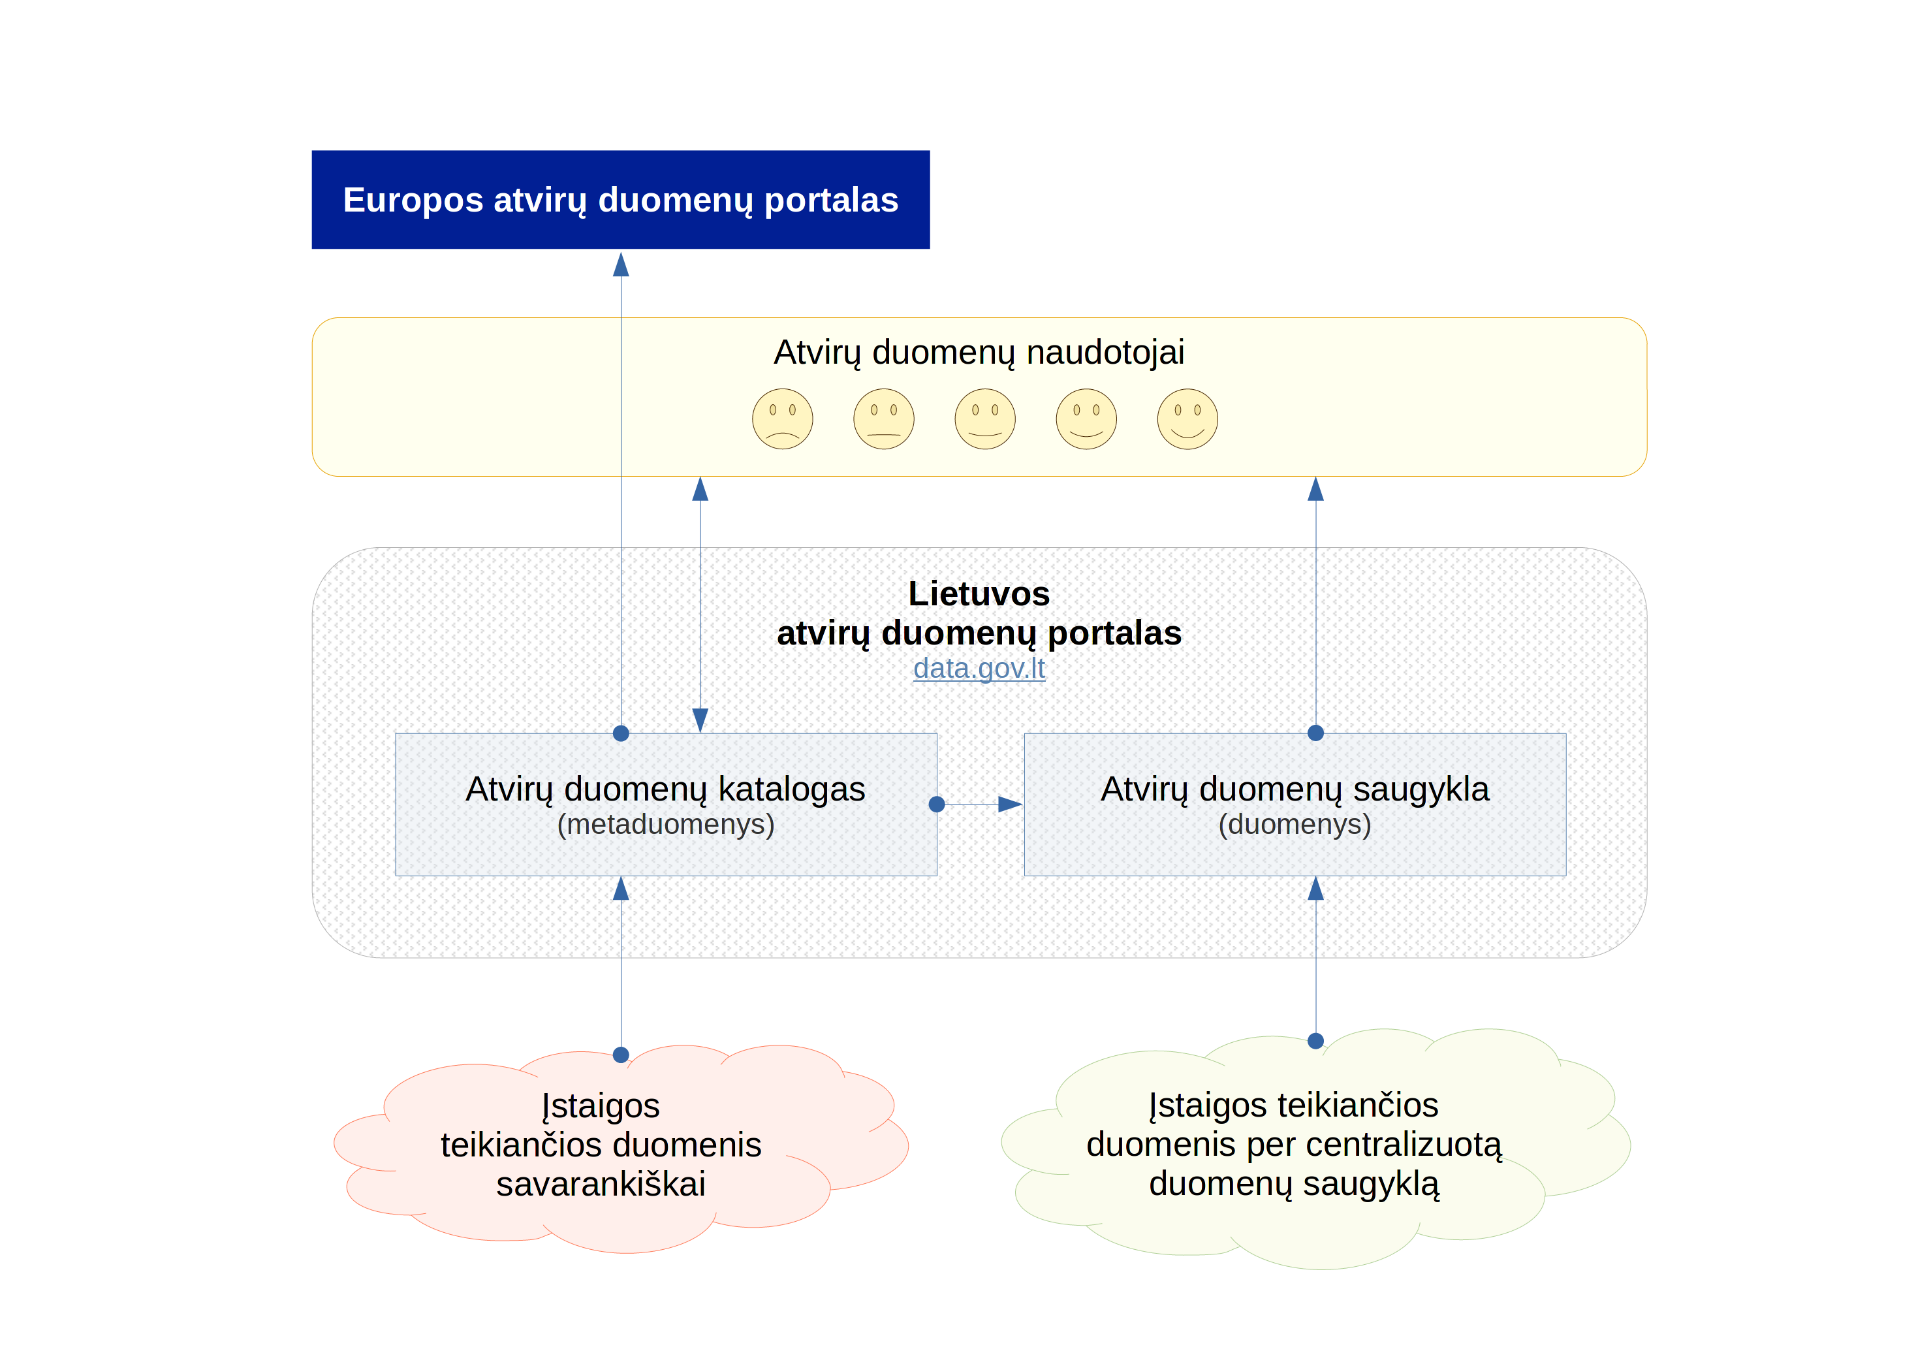 Europos atvirų duomenų portalas
Atvirų duomenų naudotojai
Lietuvos
atvirų duomenų portalas
data.gov.lt
Atvirų duomenų katalogas
(metaduomenys)
Atvirų duomenų saugykla
(duomenys)
Įstaigos
teikiančios duomenis
savarankiškai
Įstaigos teikiančios
duomenis per centralizuotą
duomenų saugyklą